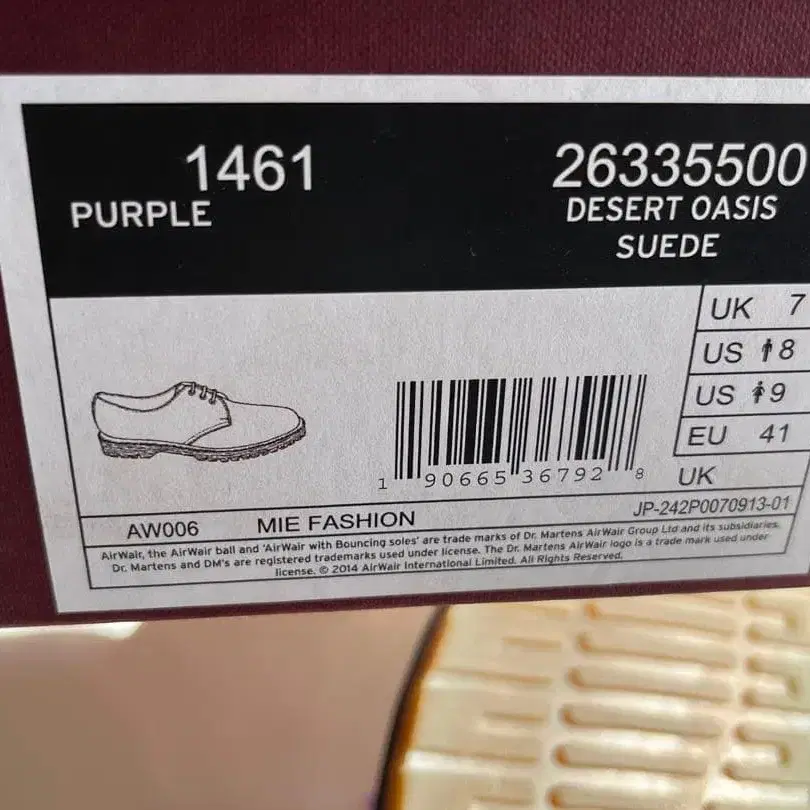 1461 26335500
PURPLE DESERT OASIS
SUEDE
UK 7
US 8
US 9
EU 41
1 90665 36792 8
UK
AW006 MIE FASHION JP-242P0070913-01
AirWair, the AirWair ball and 'AirWair with Bouncing soles' are trade marks of Dr. Martens AirWair Group Ltd and its subsidiaries.
Dr. Martens and DM's are registered trademarks used under license. The Dr. Martens AirWair logo is a trade mark used under
license. © 2014 AirWair International Limited. All Rights Reserved.